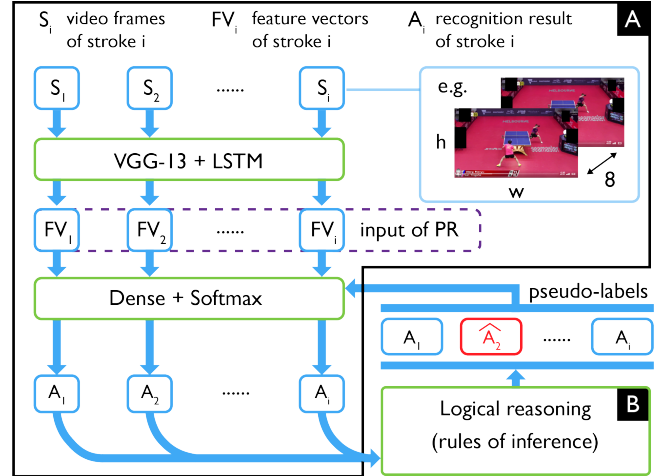 S_i video frames of stroke i
FV_i feature vectors of stroke i
A_i recognition result of stroke i
A
S_1
S_2
......
S_i
e.g.
h
w
8
VGG-13 + LSTM
FV_1
FV_2
......
FV_i
input of PR
Dense + Softmax
pseudo-labels
A_1
Â_2
......
A_i
A_1
A_2
......
A_i
B
Logical reasoning
(rules of inference)